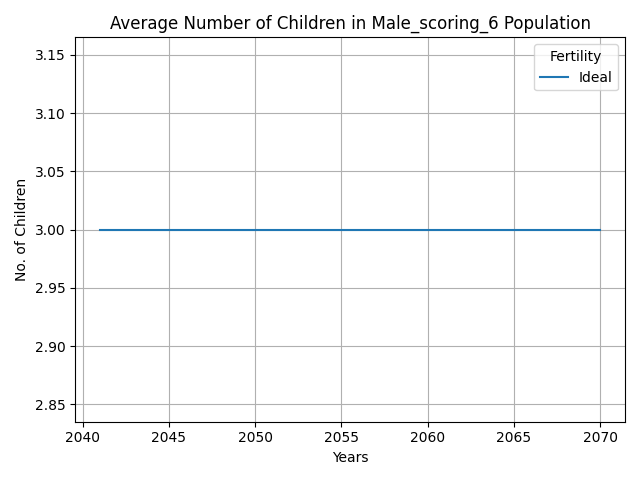 Average Number of Children in Male_scoring_6 Population
Fertility
Ideal
No. of Children
3.15
3.10
3.05
3.00
2.95
2.90
2.85
2040 2045 2050 2055 2060 2065 2070
Years